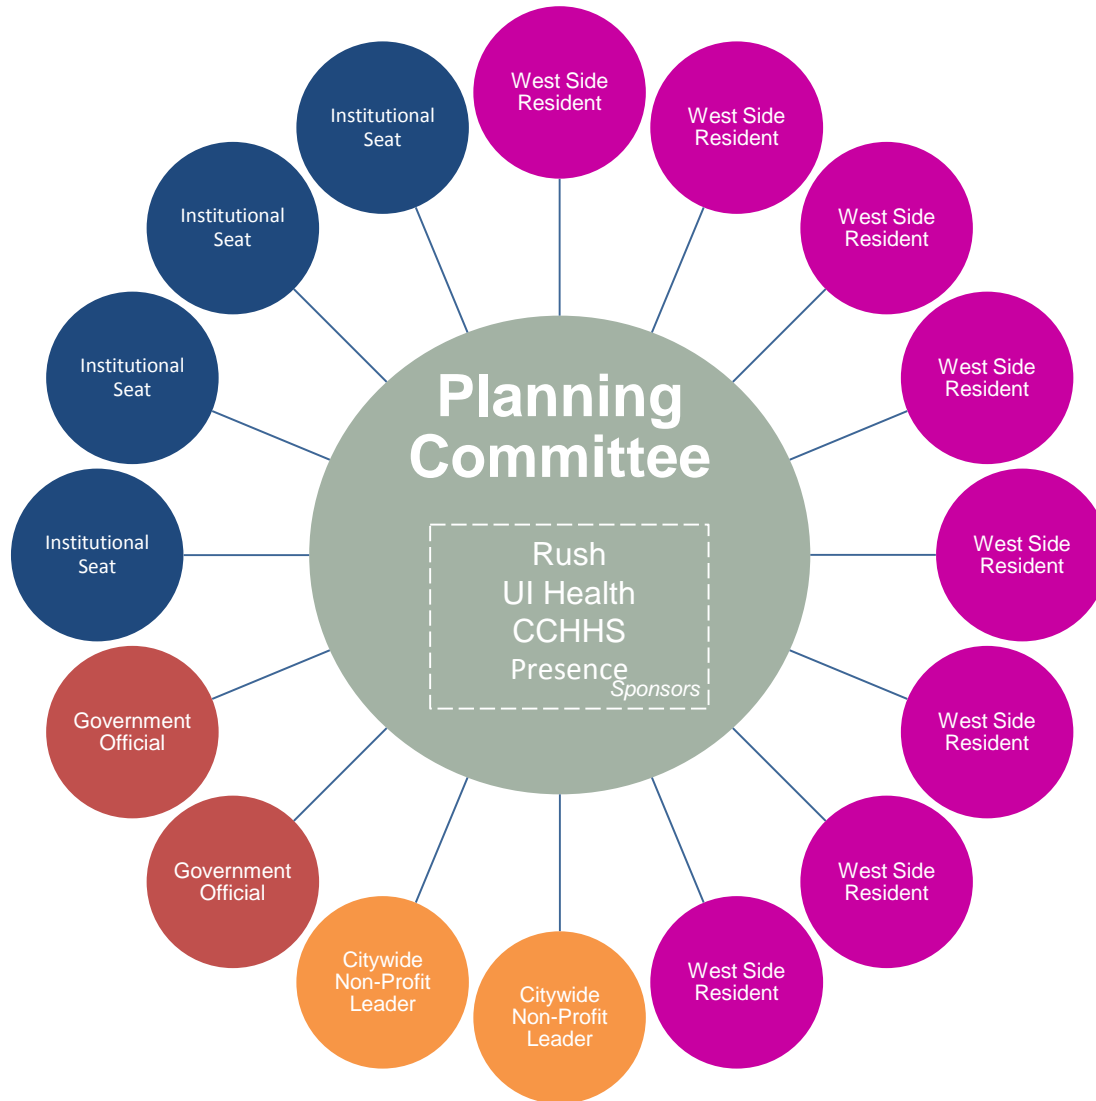 West Side
Resident
West Side
Resident
West Side
Resident
West Side
Resident
West Side
Resident
West Side
Resident
West Side
Resident
West Side
Resident
Citywide
Non-Profit
Leader
Citywide
Non-Profit
Leader
Government
Official
Government
Official
Institutional
Seat
Institutional
Seat
Institutional
Seat
Institutional
Seat
Planning
Committee
Rush
UI Health
CCHHS
Presence
Sponsors